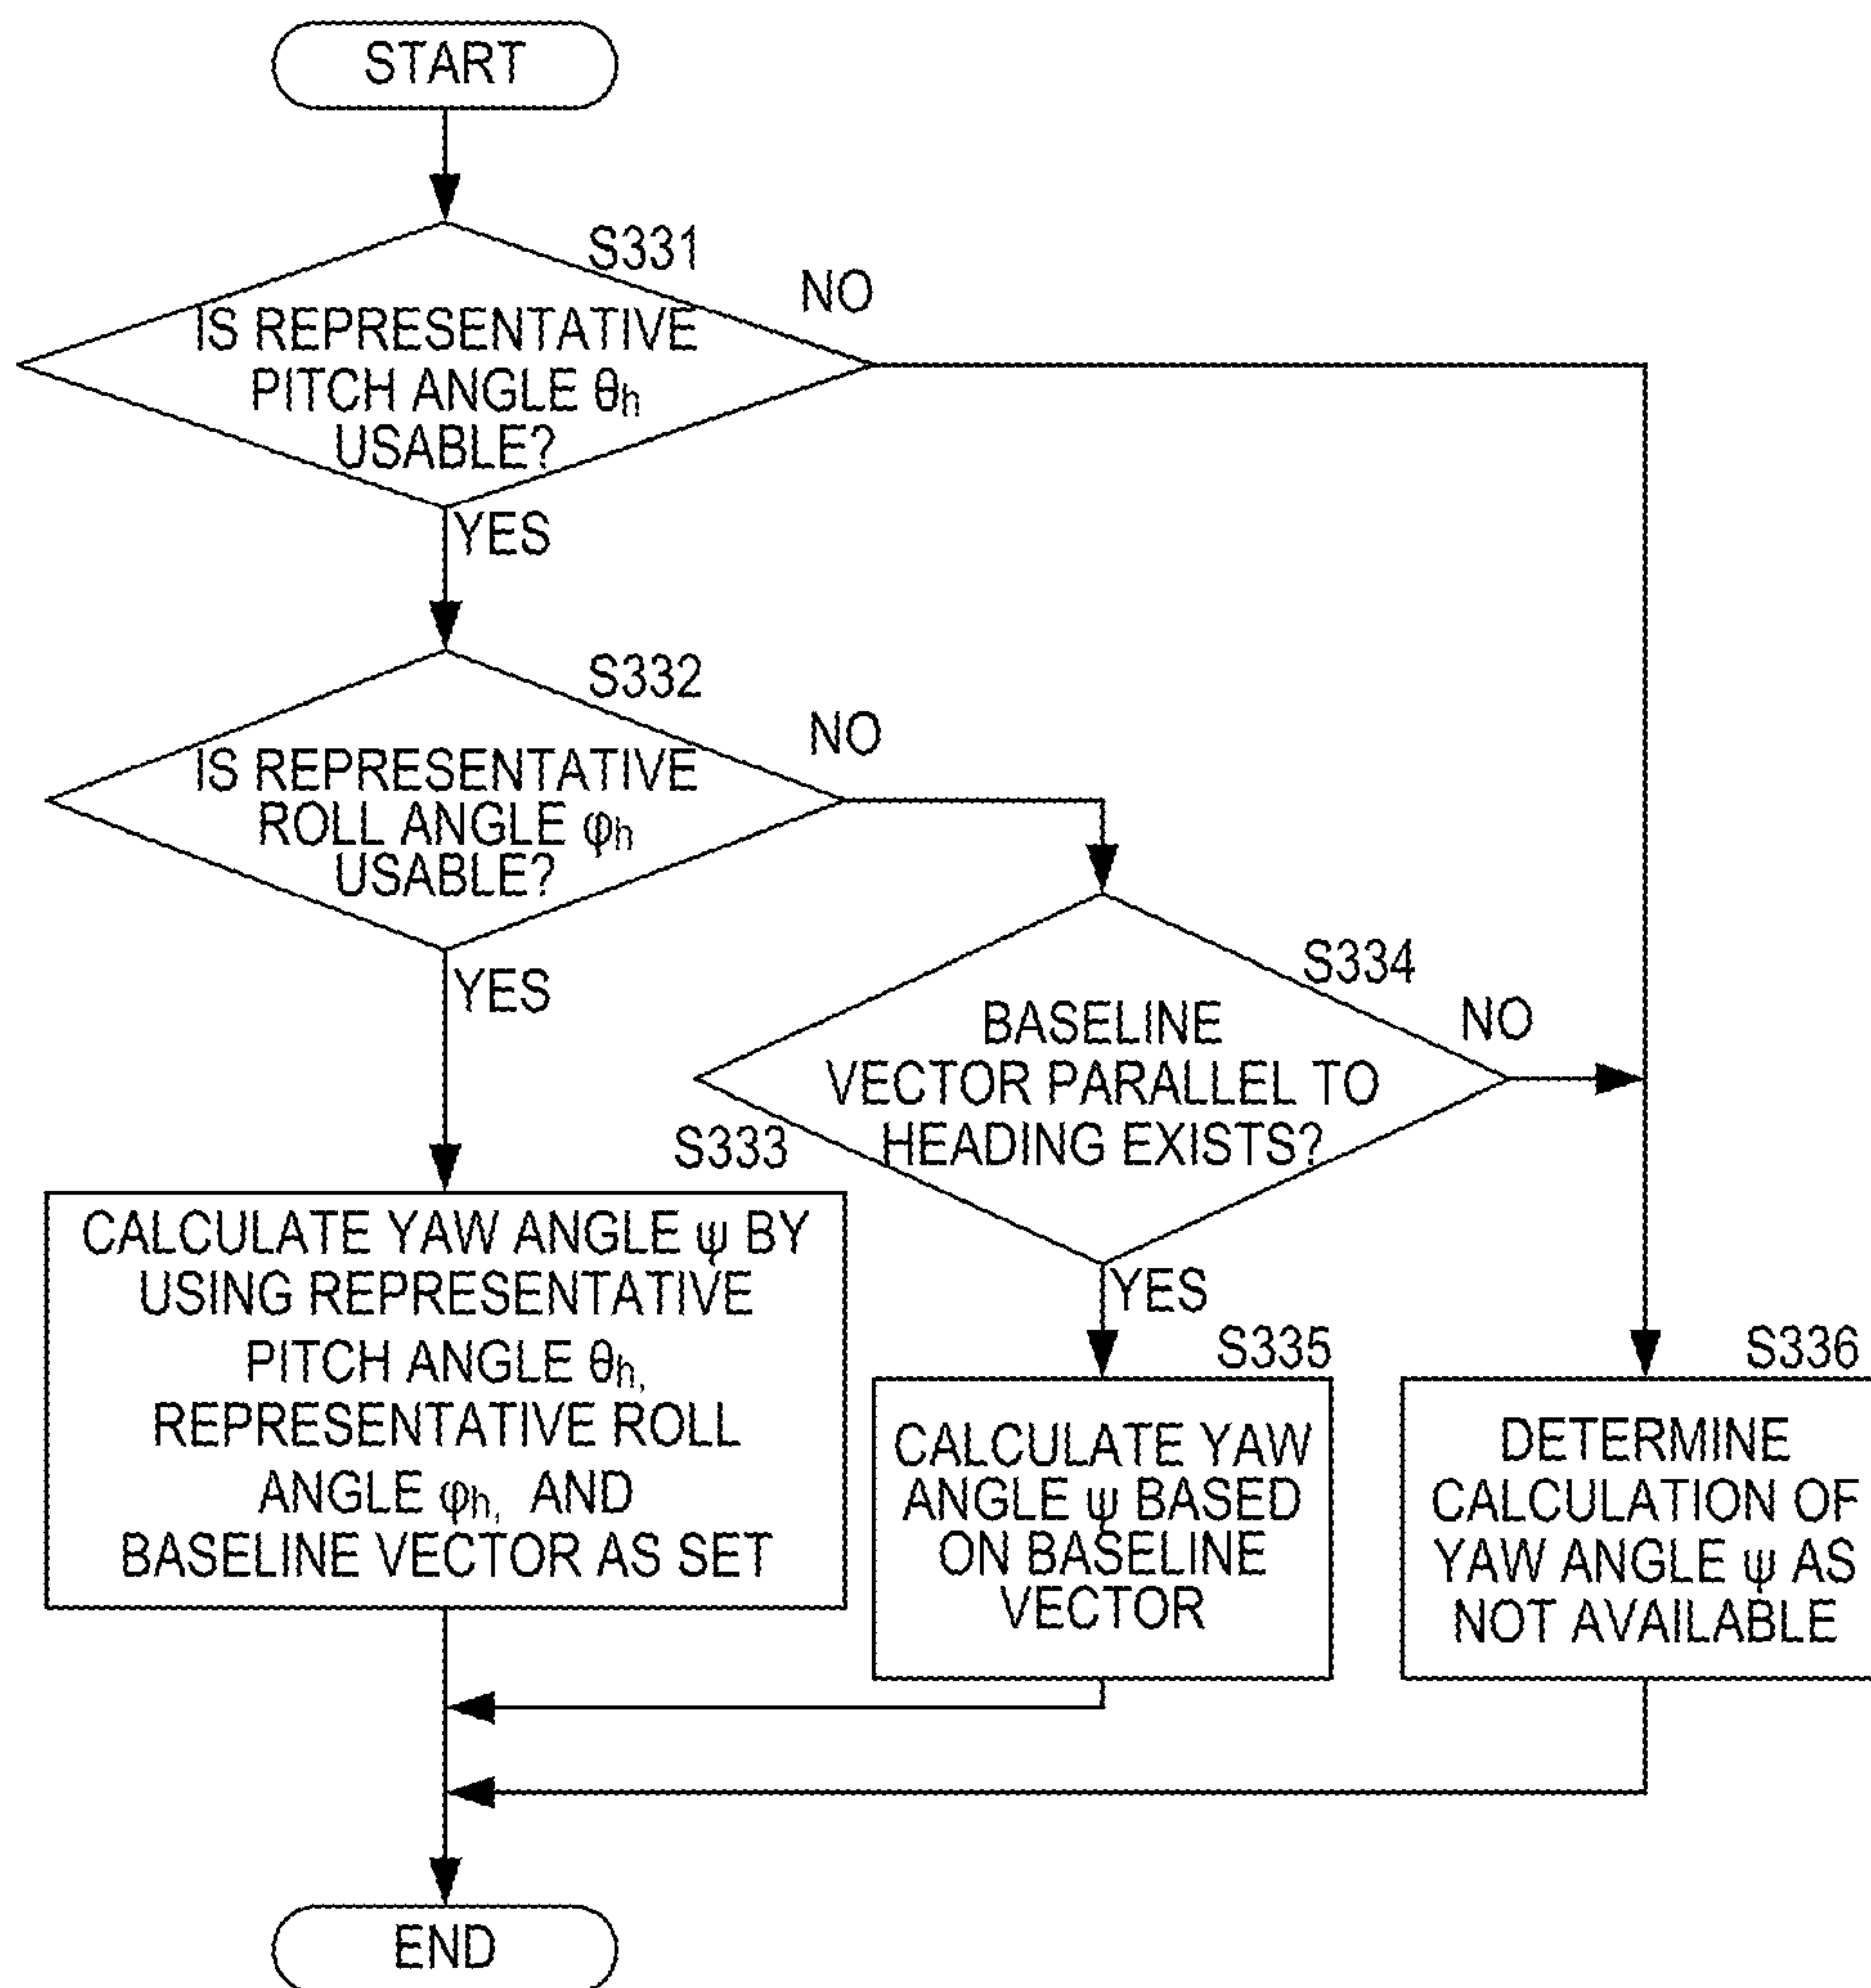 START
S331
NO
IS REPRESENTATIVE
PITCH ANGLE θh
USABLE?
YES
S332
NO
IS REPRESENTATIVE
ROLL ANGLE φh
USABLE?
YES
S334
NO
BASELINE
VECTOR PARALLEL TO
HEADING EXISTS?
YES
S333
CALCULATE YAW ANGLE ψ BY
USING REPRESENTATIVE
PITCH ANGLE θh,
REPRESENTATIVE ROLL
ANGLE φh, AND
BASELINE VECTOR AS SET
S335
CALCULATE YAW
ANGLE ψ BASED
ON BASELINE
VECTOR
S336
DETERMINE
CALCULATION OF
YAW ANGLE ψ AS
NOT AVAILABLE
END